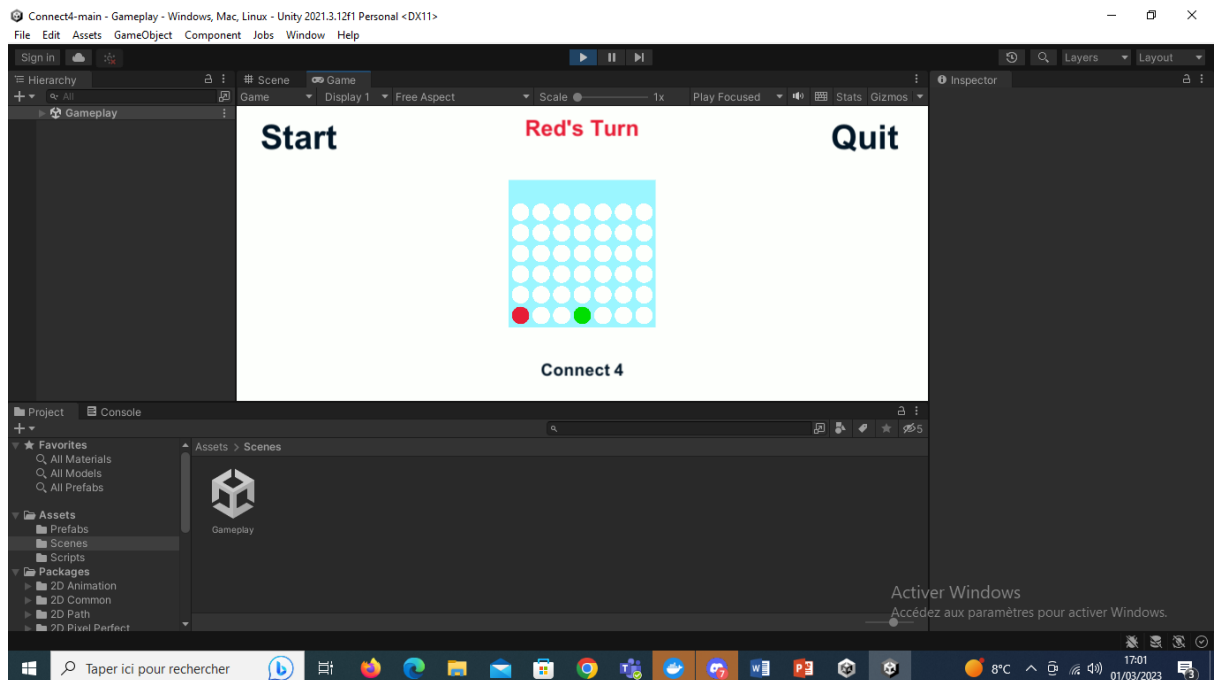 Connect4-main - Gameplay - Windows, Mac, Linux - Unity 2021.3.12f1 Personal <DX11>
File Edit Assets GameObject Component Jobs Window Help
Sign in
Layers Layout
Hierarchy
# Scene Game
Inspector
All
Game Display 1 Free Aspect Scale 1x Play Focused Stats Gizmos
Gameplay
Start
Red's Turn
Quit
Connect 4
Project Console
5
Favorites
All Materials
All Models
All Prefabs
Assets
Prefabs
Scenes
Scripts
Packages
2D Animation
2D Common
2D Path
2D Pixel Perfect
Assets > Scenes
Gameplay
Activer Windows
Accédez aux paramètres pour activer Windows.
Taper ici pour rechercher
8°C
17:01
01/03/2023
3